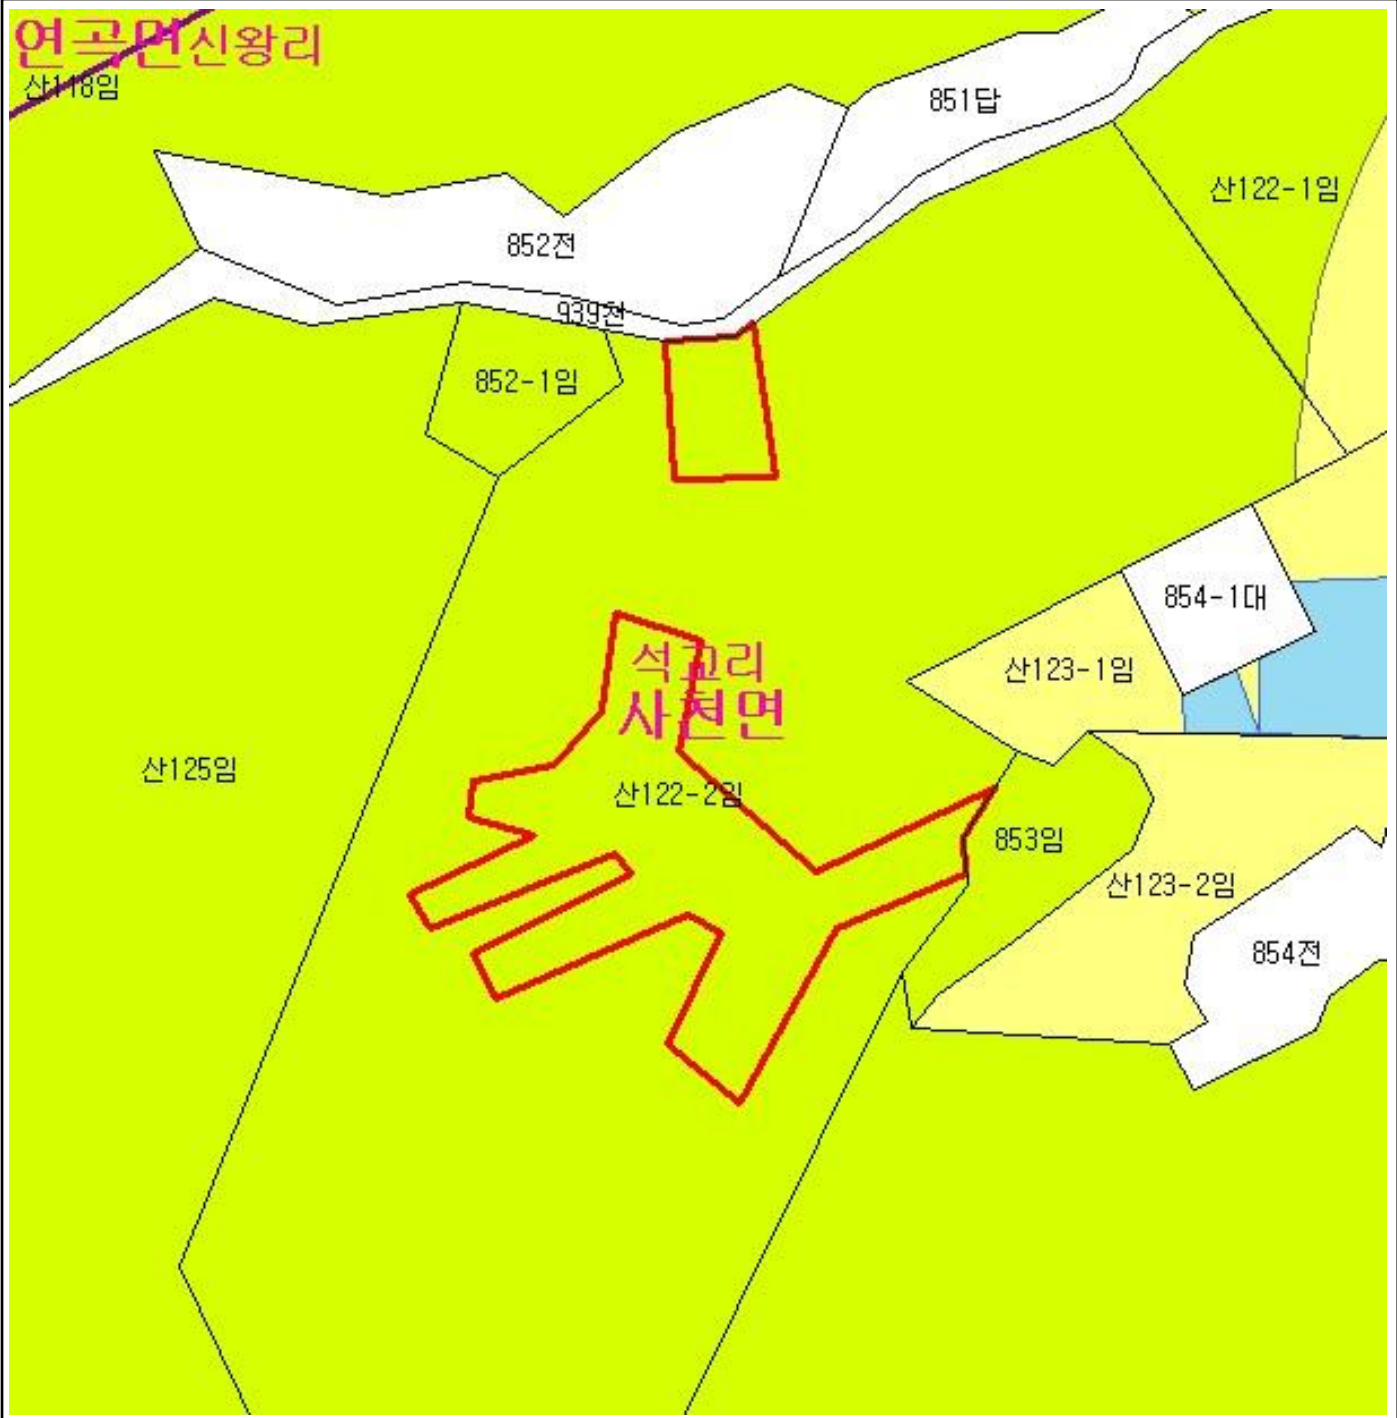 연곡면신왕리
산118임
851답
산122-1임
852전
939천
852-1임
854-1대
석교리
산123-1임
사천면
산125임
산122-2임
853임
산123-2임
854전